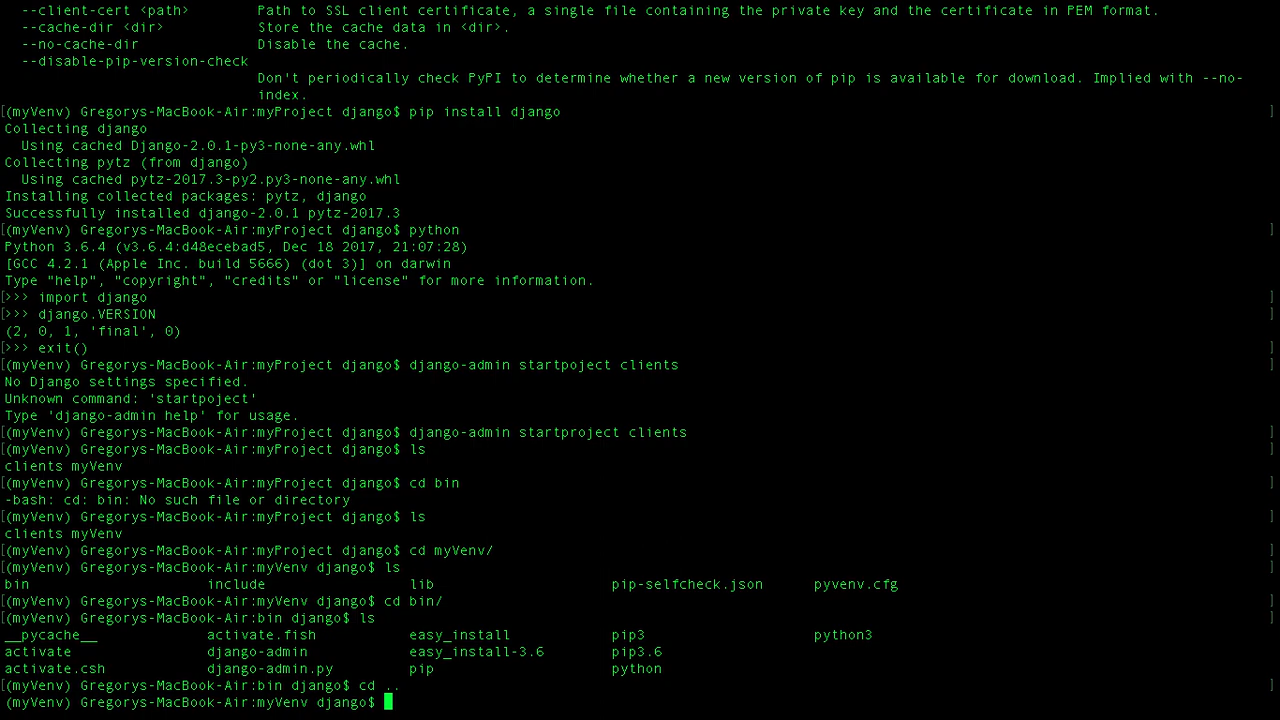 --client-cert <path>        Path to SSL client certificate, a single file containing the private key and the certificate in PEM format.
  --cache-dir <dir>           Store the cache data in <dir>.
  --no-cache-dir              Disable the cache.
  --disable-pip-version-check
                              Don't periodically check PyPI to determine whether a new version of pip is available for download. Implied with --no-
                              index.
[(myVenv) Gregorys-MacBook-Air:myProject django$ pip install django ]
Collecting django
  Using cached Django-2.0.1-py3-none-any.whl
Collecting pytz (from django)
  Using cached pytz-2017.3-py2.py3-none-any.whl
Installing collected packages: pytz, django
Successfully installed django-2.0.1 pytz-2017.3
[(myVenv) Gregorys-MacBook-Air:myProject django$ python ]
Python 3.6.4 (v3.6.4:d48ecebad5, Dec 18 2017, 21:07:28)
[GCC 4.2.1 (Apple Inc. build 5666) (dot 3)] on darwin
Type "help", "copyright", "credits" or "license" for more information.
[>>> import django ]
[>>> django.VERSION ]
(2, 0, 1, 'final', 0)
[>>> exit() ]
[(myVenv) Gregorys-MacBook-Air:myProject django$ django-admin startpoject clients ]
No Django settings specified.
Unknown command: 'startpoject'
Type 'django-admin help' for usage.
[(myVenv) Gregorys-MacBook-Air:myProject django$ django-admin startproject clients ]
[(myVenv) Gregorys-MacBook-Air:myProject django$ ls ]
clients myVenv
[(myVenv) Gregorys-MacBook-Air:myProject django$ cd bin ]
-bash: cd: bin: No such file or directory
[(myVenv) Gregorys-MacBook-Air:myProject django$ ls ]
clients myVenv
[(myVenv) Gregorys-MacBook-Air:myProject django$ cd myVenv/ ]
[(myVenv) Gregorys-MacBook-Air:myVenv django$ ls ]
bin                     include                 lib                     pip-selfcheck.json      pyvenv.cfg
[(myVenv) Gregorys-MacBook-Air:myVenv django$ cd bin/ ]
[(myVenv) Gregorys-MacBook-Air:bin django$ ls ]
__pycache__             activate.fish           easy_install            pip3                    python3
activate                django-admin            easy_install-3.6        pip3.6
activate.csh            django-admin.py         pip                     python
[(myVenv) Gregorys-MacBook-Air:bin django$ cd .. ]
(myVenv) Gregorys-MacBook-Air:myVenv django$